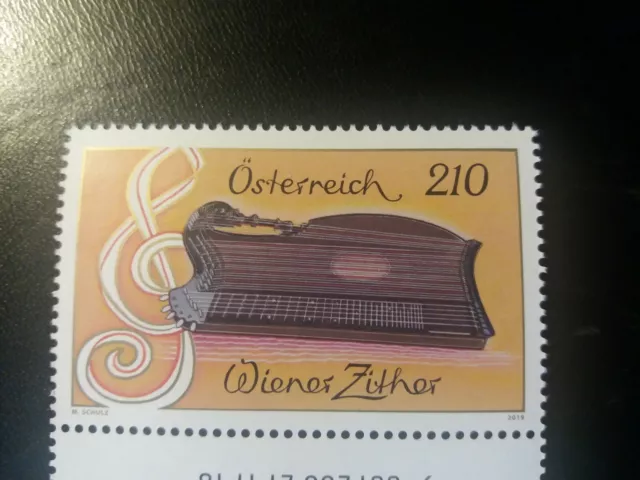 Österreich 210
Wiener Zither
M. SCHULZ 2019